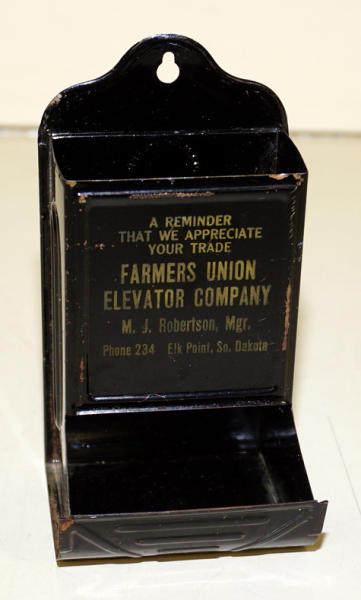 A REMINDER
THAT WE APPRECIATE
YOUR TRADE
FARMERS UNION
ELEVATOR COMPANY
M. J. Robertson, Mgr.
Phone 234 Elk Point, So. Dakota